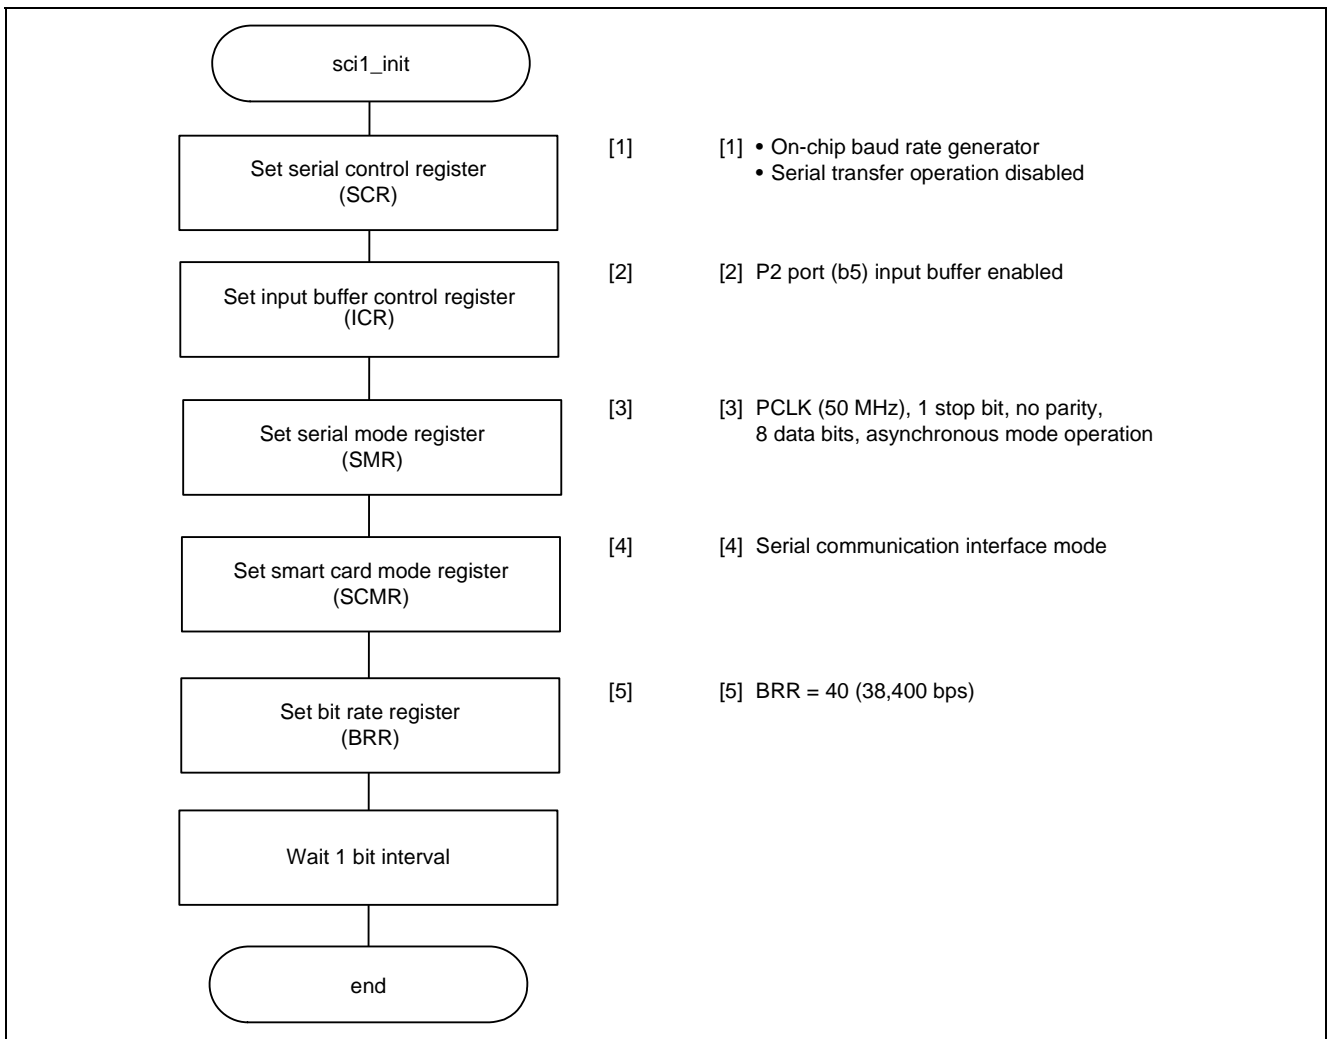 sci1_init
Set serial control register
(SCR)
[1]
[1] • On-chip baud rate generator
• Serial transfer operation disabled
Set input buffer control register
(ICR)
[2]
[2] P2 port (b5) input buffer enabled
Set serial mode register
(SMR)
[3]
[3] PCLK (50 MHz), 1 stop bit, no parity,
8 data bits, asynchronous mode operation
Set smart card mode register
(SCMR)
[4]
[4] Serial communication interface mode
Set bit rate register
(BRR)
[5]
[5] BRR = 40 (38,400 bps)
Wait 1 bit interval
end